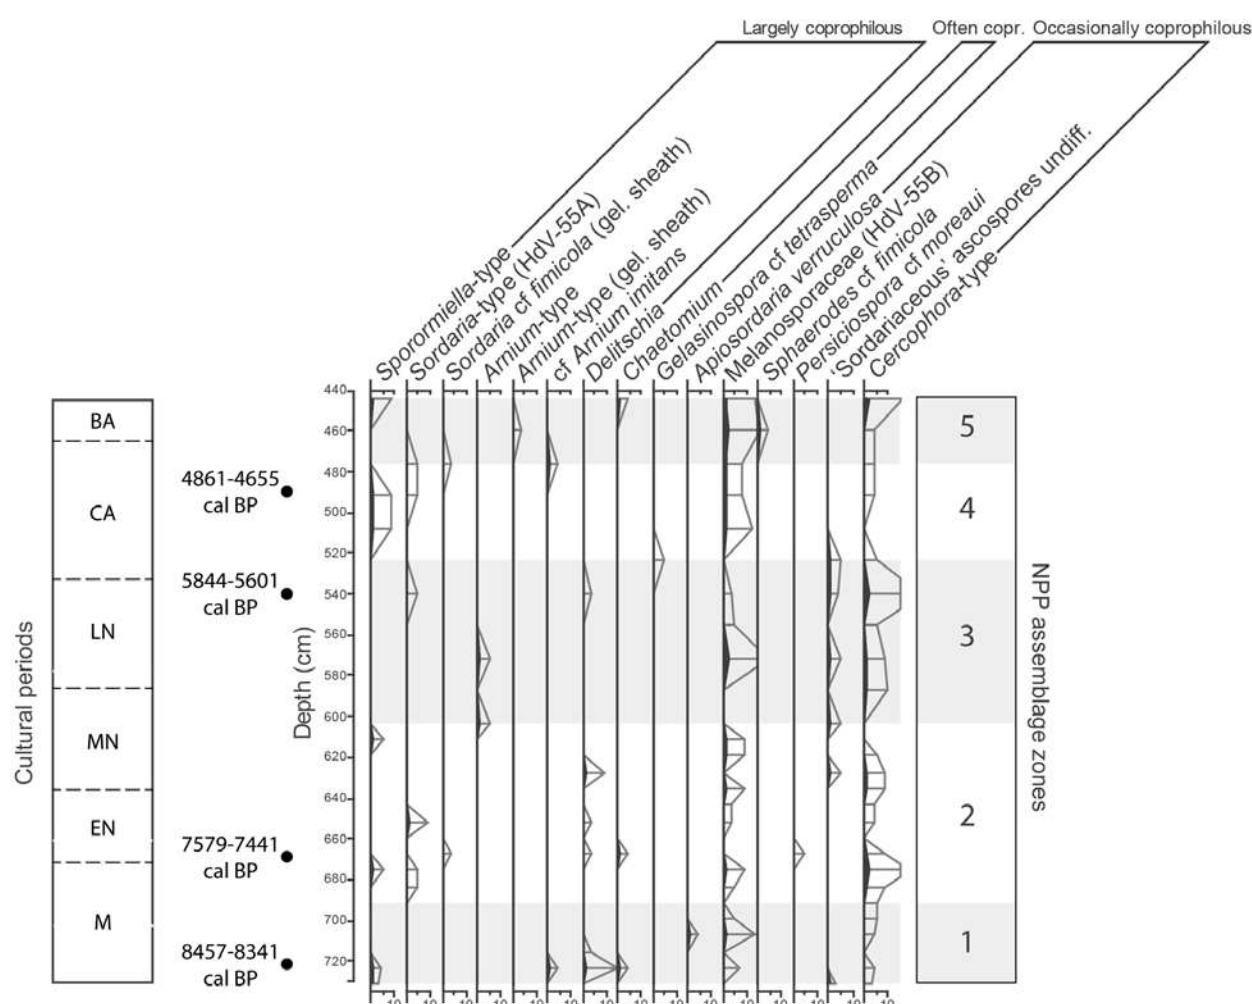 Largely coprophilous
Often copr.
Occasionally coprophilous
Sporormiella-type
Sordaria-type (HdV-55A)
Sordaria cf fimicola (gel. sheath)
Arnium-type
Arnium-type (gel. sheath)
cf Arnium imitans
Delitschia
Chaetomium
Gelasinospora cf tetrasperma
Apiosordaria verruculosa
Melanosporaceae (HdV-55B)
Sphaerodes cf fimicola
Persiciospora cf moreaui
‘Sordariaceous’ ascospores undiff.
Cercophora-type
Cultural periods
BA
CA
LN
MN
EN
M
4861-4655
cal BP
5844-5601
cal BP
7579-7441
cal BP
8457-8341
cal BP
Depth (cm)
440
460
480
500
520
540
560
580
600
620
640
660
680
700
720
5
4
3
2
1
NPP assemblage zones